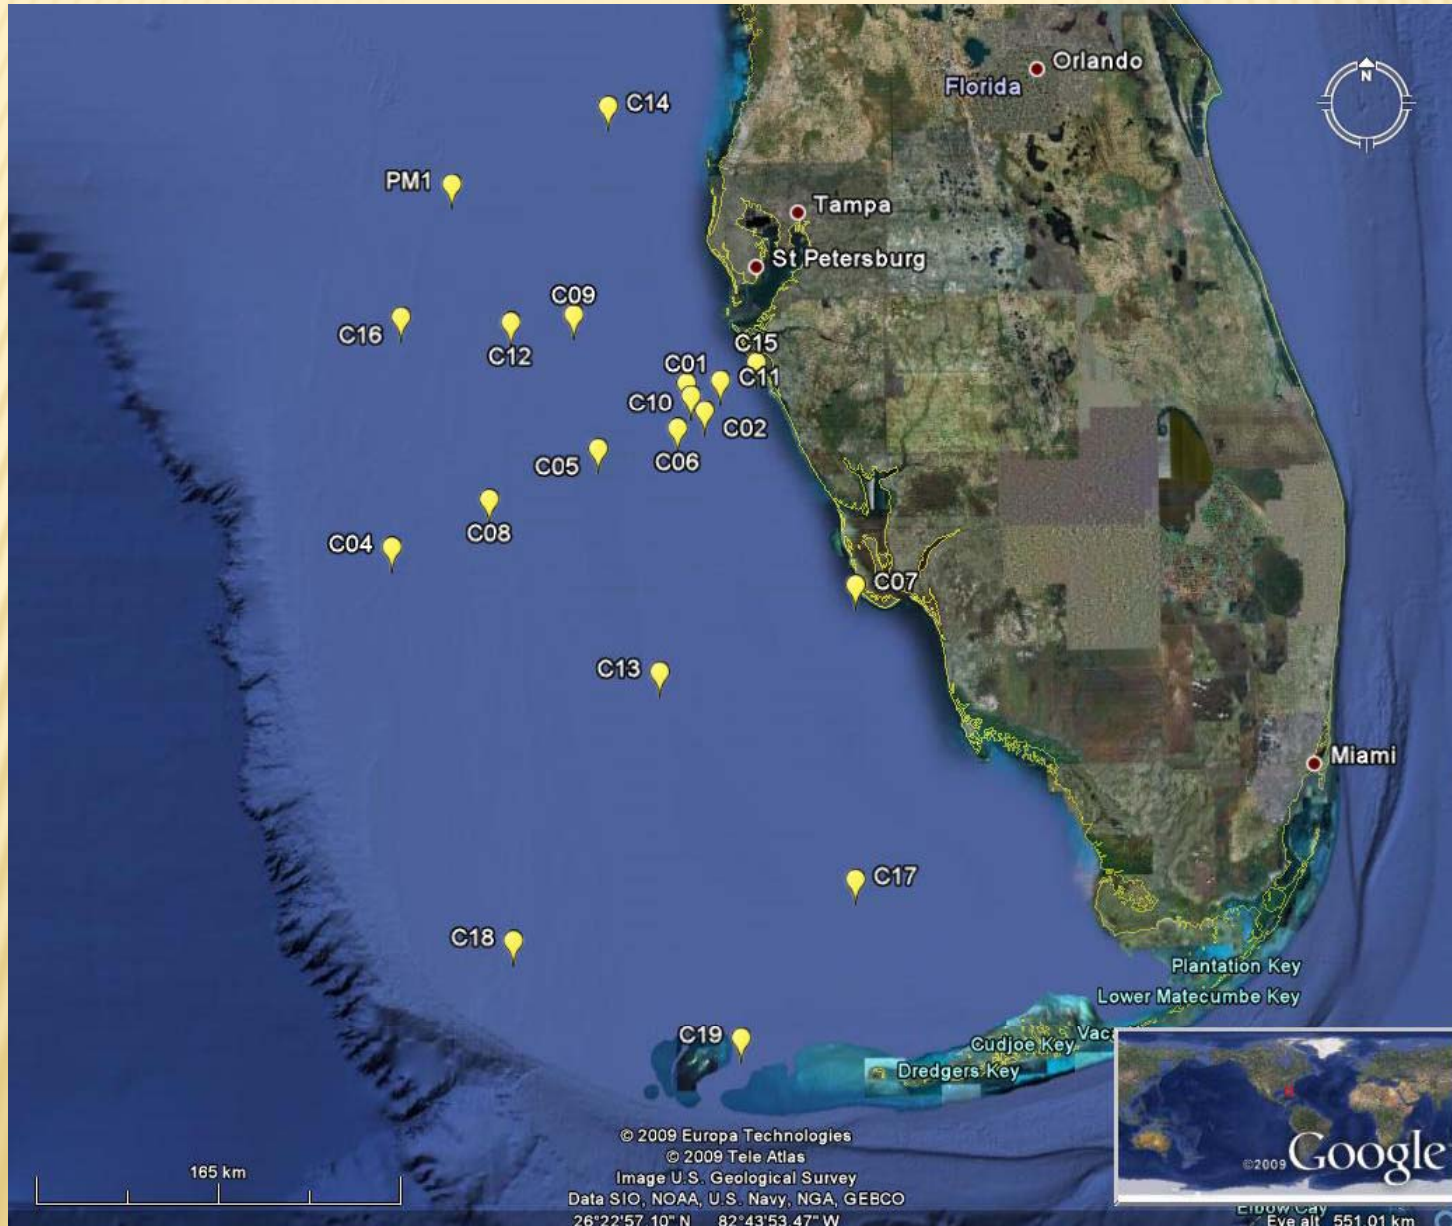 Orlando
Florida
N
C14
PM1
Tampa
St Petersburg
C09
C16
C12
C15
C01
C11
C10
C02
C06
C05
C08
C04
C07
C13
Miami
C17
C18
Plantation Key
Lower Matecumbe Key
C19
Vaca
Cudjoe Key
Dredgers Key
© 2009 Europa Technologies
© 2009 Tele Atlas
Image U.S. Geological Survey
Data SIO, NOAA, U.S. Navy, NGA, GEBCO
26°22'57.10" N 82°43'53.47" W
165 km
©2009 Google
Elbow Cay
Eye alt 551.01 km